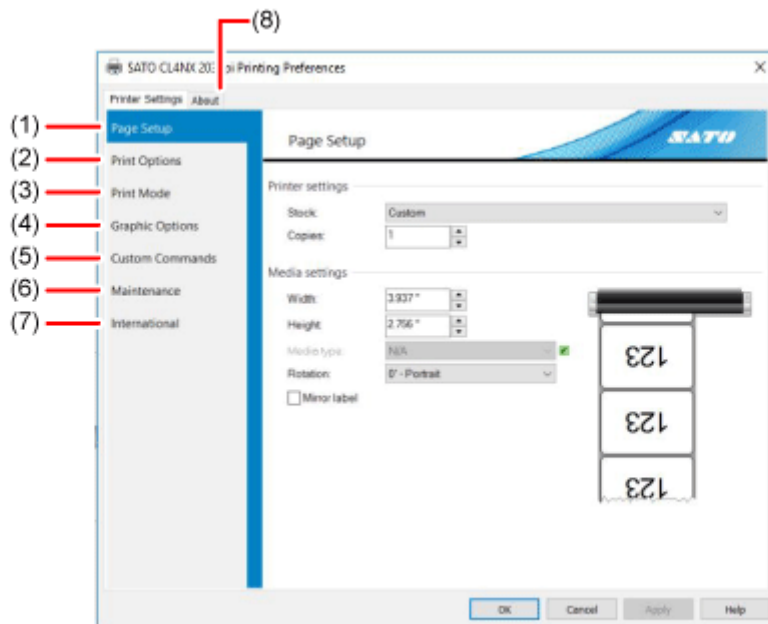 (8)
SATO CL4NX 203dpi Printing Preferences
Printer Settings About
(1) Page Setup
(2) Print Options
(3) Print Mode
(4) Graphic Options
(5) Custom Commands
(6) Maintenance
(7) International
Page Setup
SATO
Printer settings
Stock: Custom
Copies: 1
Media settings
Width: 3.937 "
Height: 2.756 "
Media type: N/A
Rotation: 0° - Portrait
Mirror label
123
123
123
OK Cancel Apply Help